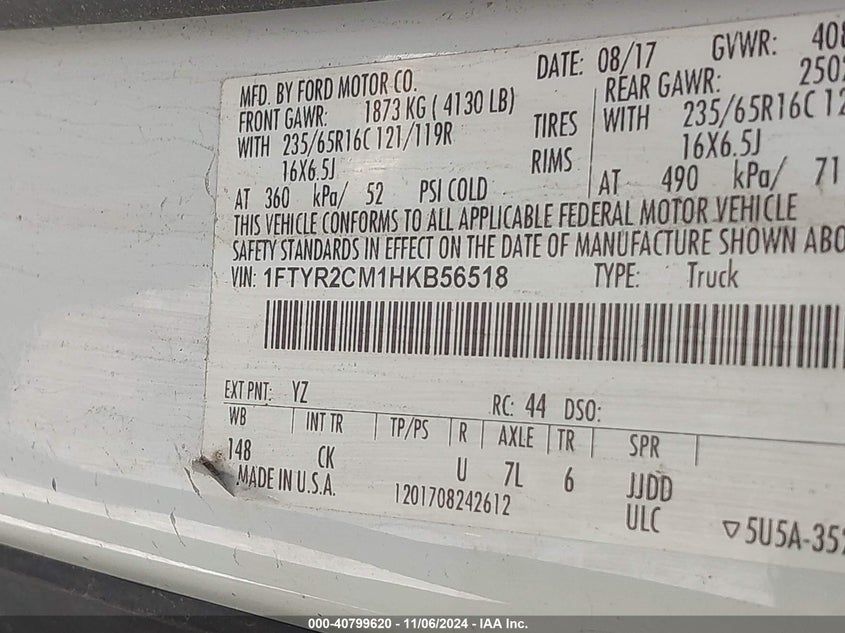 MFD. BY FORD MOTOR CO. DATE: 08/17 GVWR: 408
FRONT GAWR: 1873 KG ( 4130 LB) REAR GAWR: 250
WITH 235/65R16C 121/119R TIRES WITH 235/65R16C 12
16X6.5J RIMS 16X6.5J
AT 360 kPa/ 52 PSI COLD AT 490 kPa/ 71
THIS VEHICLE CONFORMS TO ALL APPLICABLE FEDERAL MOTOR VEHICLE
SAFETY STANDARDS IN EFFECT ON THE DATE OF MANUFACTURE SHOWN ABO
VIN: 1FTYR2CM1HKB56518 TYPE: Truck
EXT PNT: YZ RC: 44 DSO:
WB INT TR TP/PS R AXLE TR SPR
148 CK U 7L 6 JJDD
MADE IN U.S.A. 1201708242612 ULC ▽5U5A-35
000-40799620 - 11/06/2024 - IAA Inc.